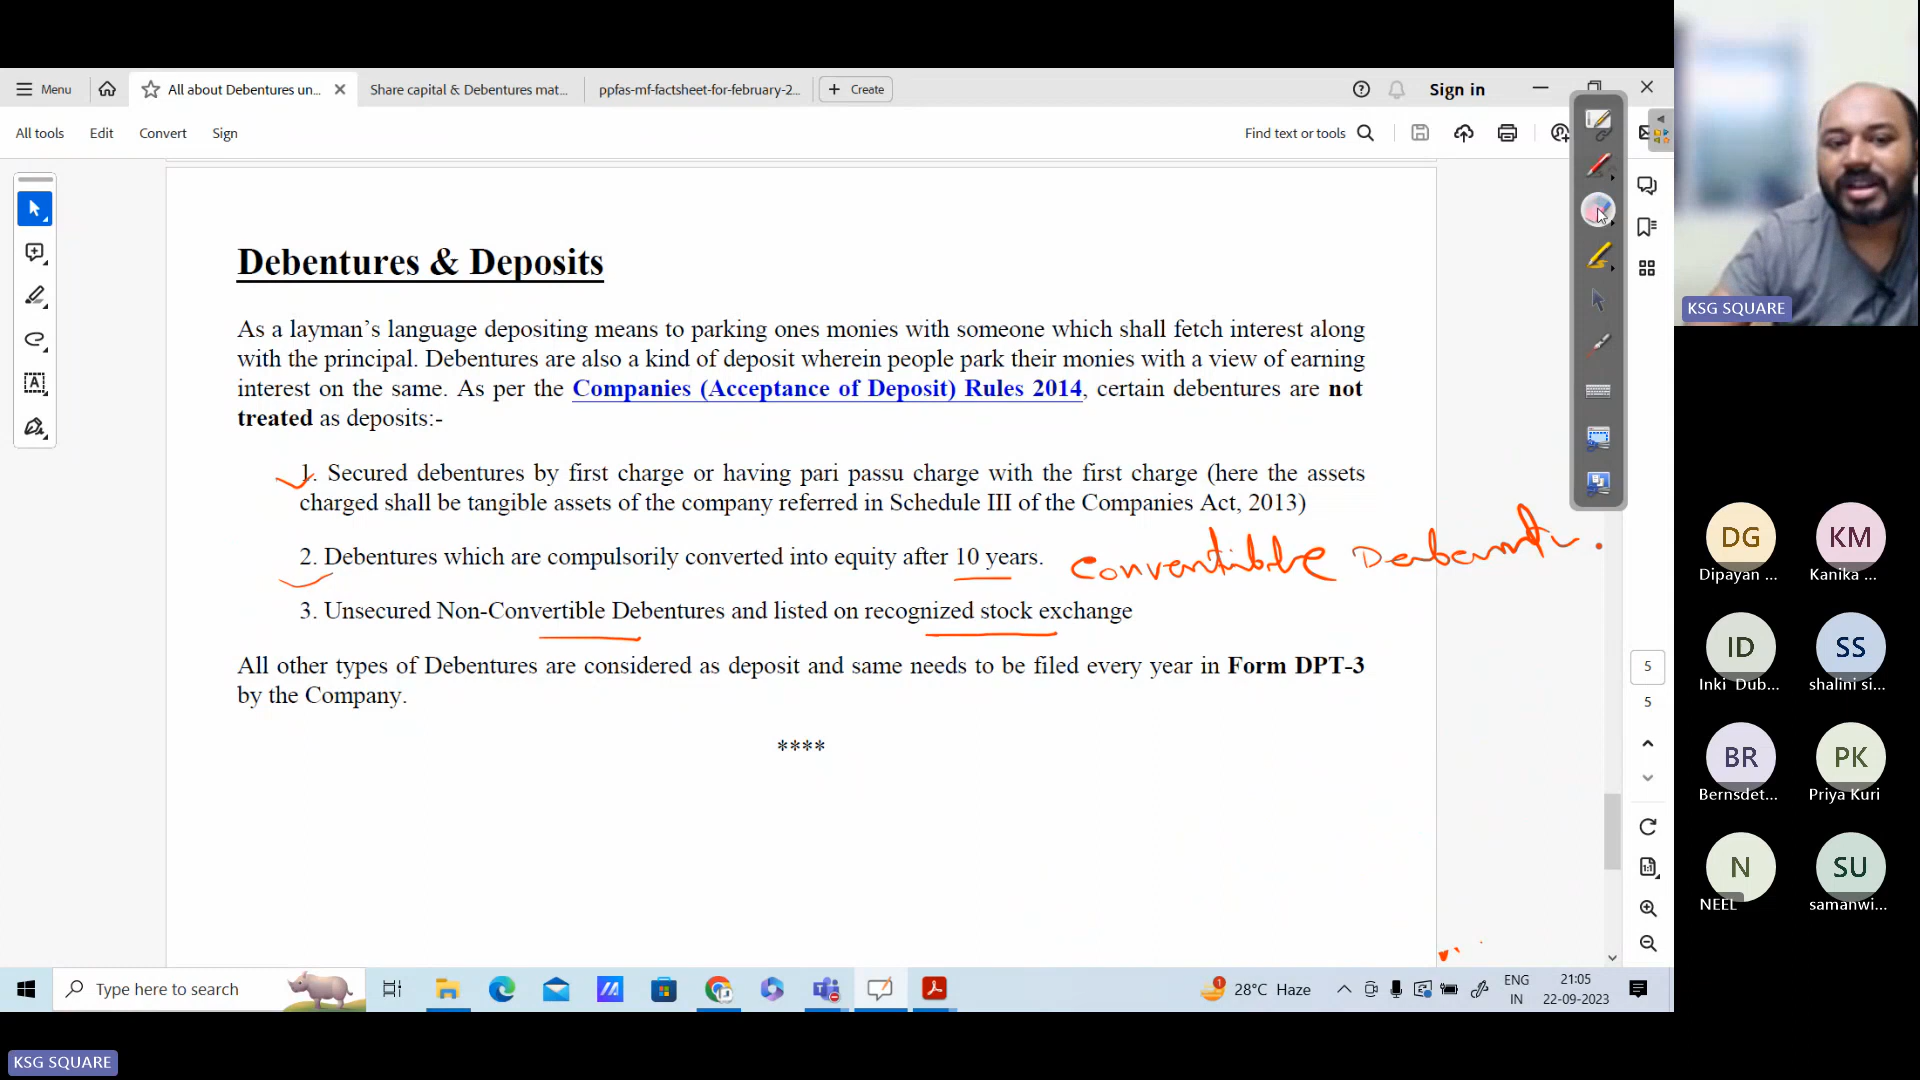 Menu
All about Debentures un...
Share capital & Debentures mat...
ppfas-mf-factsheet-for-february-2...
Create
Sign in
All tools
Edit
Convert
Sign
Find text or tools
KSG SQUARE
Debentures & Deposits
As a layman's language depositing means to parking ones monies with someone which shall fetch interest along
with the principal. Debentures are also a kind of deposit wherein people park their monies with a view of earning
interest on the same. As per the Companies (Acceptance of Deposit) Rules 2014, certain debentures are not
treated as deposits:-
1. Secured debentures by first charge or having pari passu charge with the first charge (here the assets
charged shall be tangible assets of the company referred in Schedule III of the Companies Act, 2013)
2. Debentures which are compulsorily converted into equity after 10 years.
Convertible
3. Unsecured Non-Convertible Debentures and listed on recognized stock exchange
All other types of Debentures are considered as deposit and same needs to be filed every year in Form DPT-3
by the Company.
****
5
5
1:1
DG
Dipayan ...
KM
Kanika ...
ID
Inki Dub...
SS
shalini si...
BR
Bernsdet...
PK
Priya Kuri
N
NEEL
SU
samanwi...
Type here to search
1
28°C Haze
ENG
IN
21:05
22-09-2023
KSG SQUARE